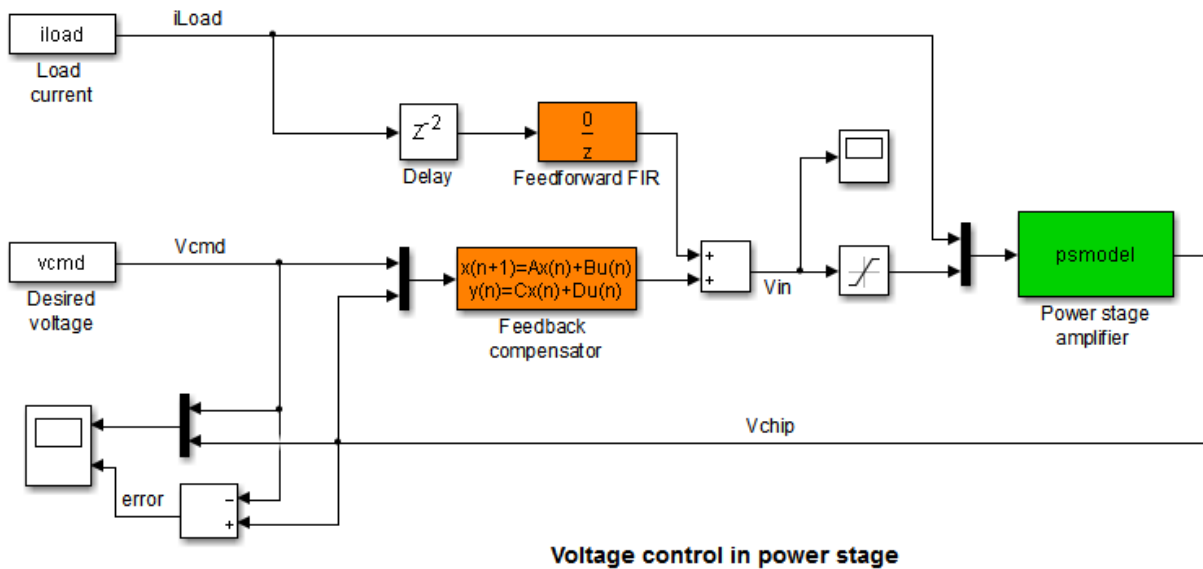 iLoad
iload
Load
current
Z-2
Delay
0
z
Feedforward FIR
Vcmd
vcmd
Desired
voltage
x(n+1)=Ax(n)+Bu(n)
y(n)=Cx(n)+Du(n)
Feedback
compensator
+
+
Vin
psmodel
Power stage
amplifier
Vchip
error
−
+
Voltage control in power stage